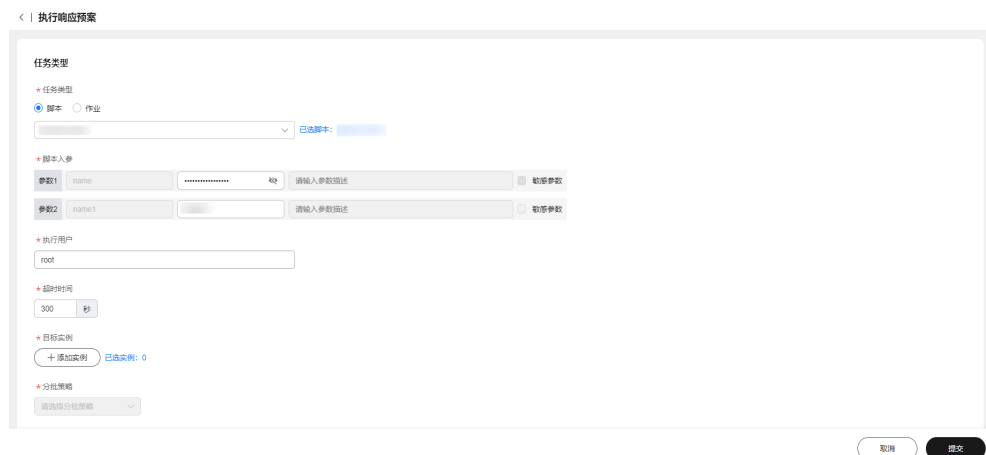 < | 执行响应预案
任务类型
* 任务类型
脚本 作业
已选脚本:
* 脚本入参
参数1 name ················ 请输入参数描述 敏感参数
参数2 name1 请输入参数描述 敏感参数
* 执行用户
root
* 超时时间
300 秒
* 目标实例
+ 添加实例 已选实例: 0
* 分批策略
请选择分批策略
取消 提交